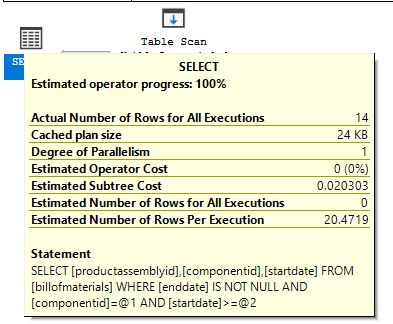 Table Scan
SE
SELECT
Estimated operator progress: 100%
Actual Number of Rows for All Executions 14
Cached plan size 24 KB
Degree of Parallelism 1
Estimated Operator Cost 0 (0%)
Estimated Subtree Cost 0.020303
Estimated Number of Rows for All Executions 0
Estimated Number of Rows Per Execution 20.4719
Statement
SELECT [productassemblyid],[componentid],[startdate] FROM
[billofmaterials] WHERE [enddate] IS NOT NULL AND
[componentid]=@1 AND [startdate]>=@2